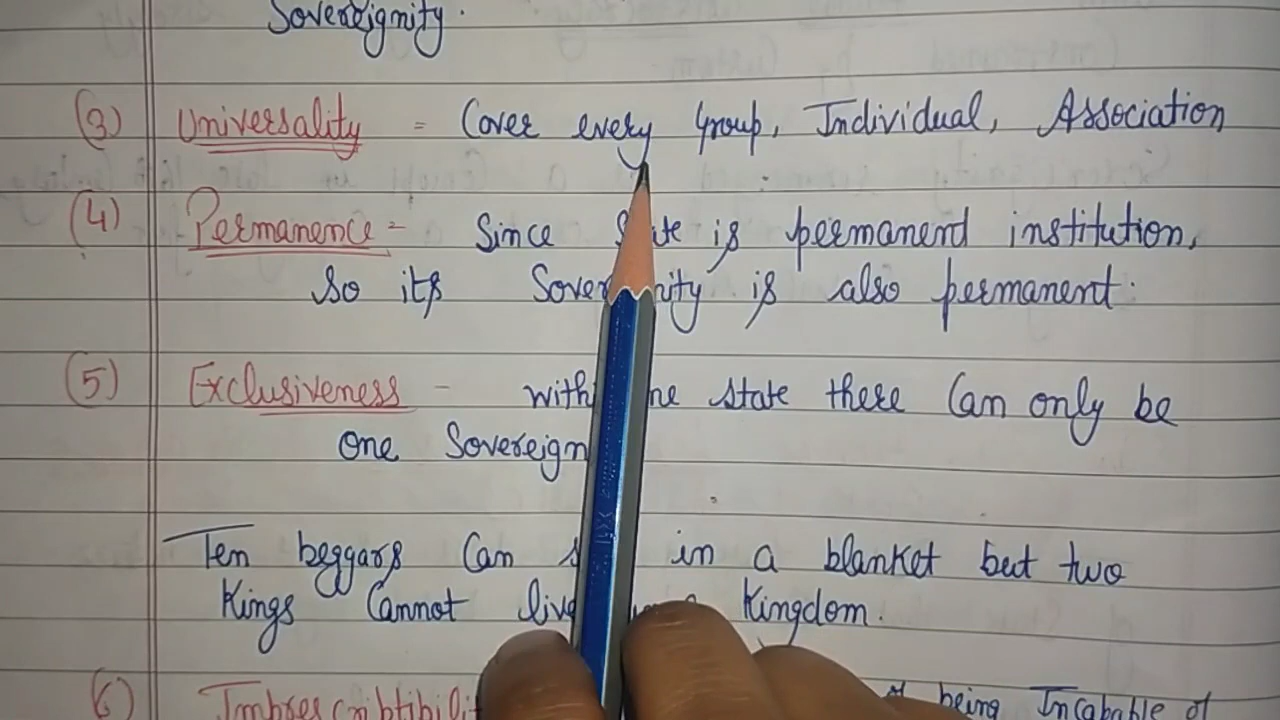 Sovereignity.
(3) Universality = Cover every Group, Individual, Association
(4) Permanence = Since is permanent institution,
So its is also permanent.
(5) Exclusiveness - state there Can only be
one
Ten beggars Can in a blanket but two
Kings Cannot Kingdom.
(6) being Incapable of